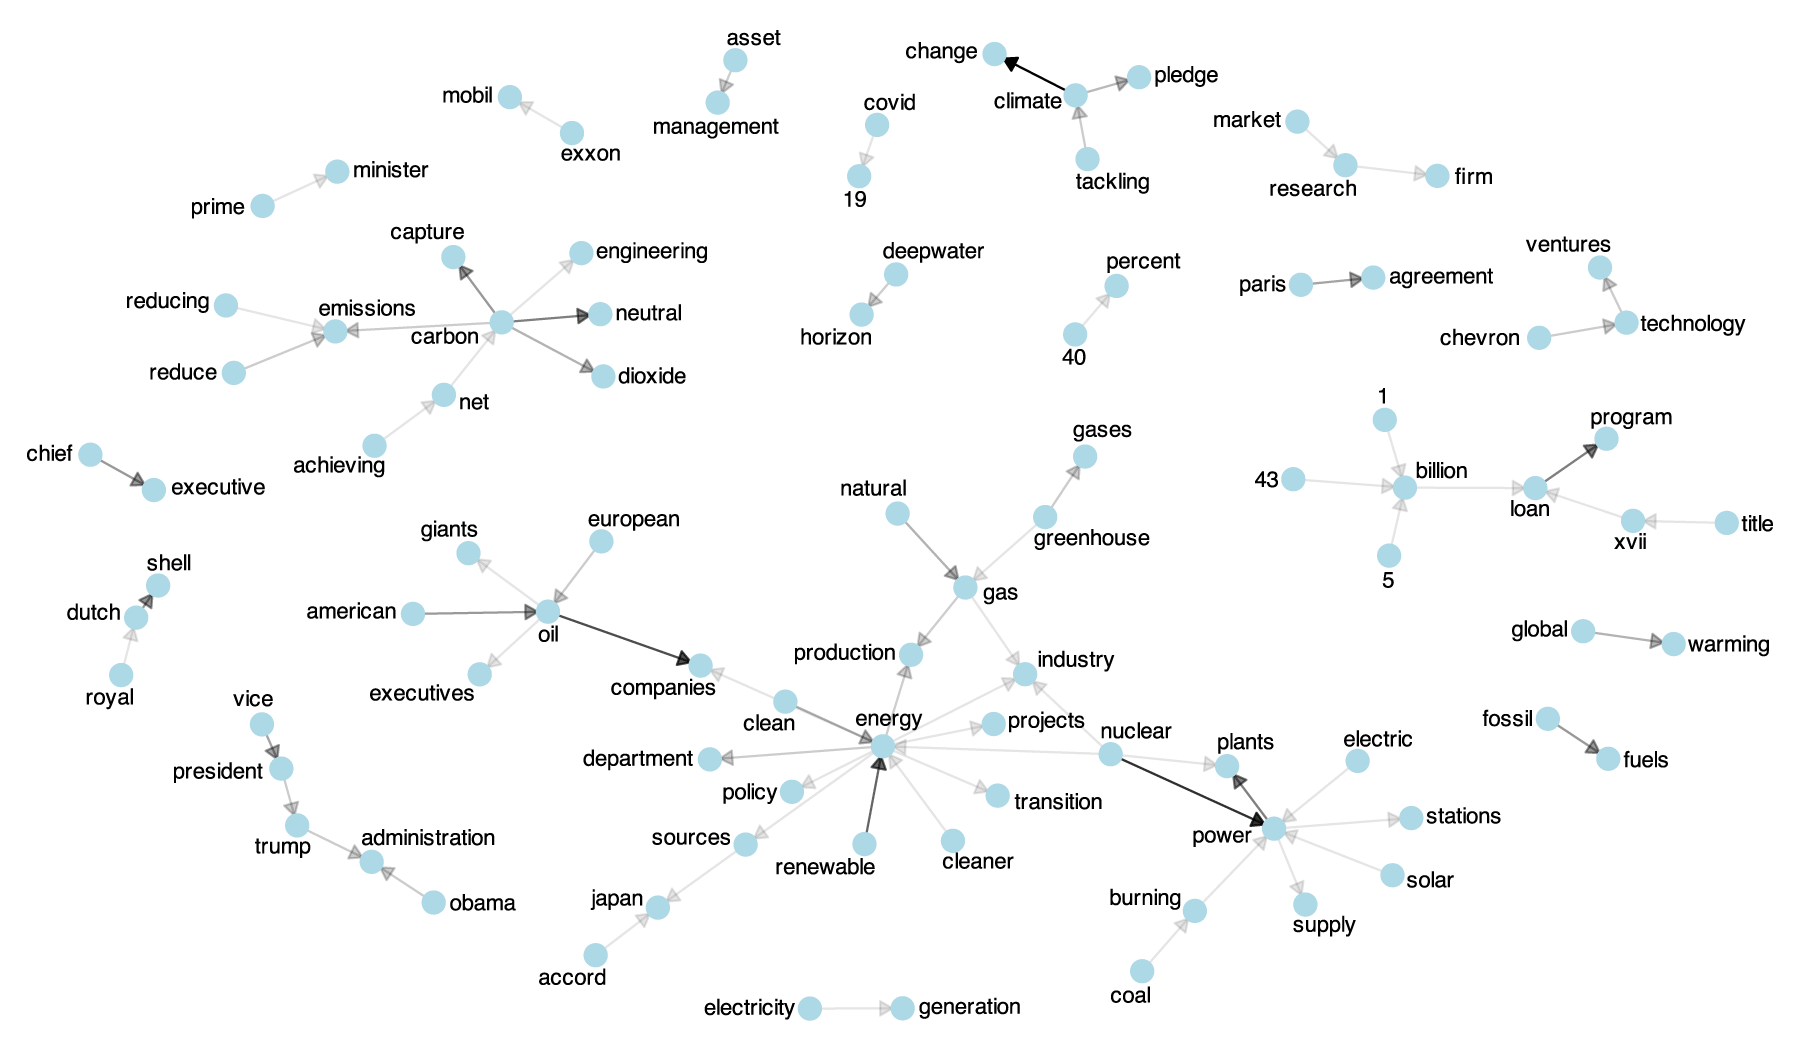 asset
change
pledge
mobil
climate
covid
market
management
exxon
tackling
minister
research
firm
prime
19
capture
engineering
deepwater
ventures
percent
paris
agreement
reducing
emissions
neutral
carbon
horizon
chevron
technology
40
reduce
dioxide
net
1
program
gases
chief
achieving
executive
natural
43
billion
loan
giants
european
greenhouse
xvii
title
shell
5
dutch
american
gas
oil
global
warming
production
industry
royal
executives
companies
vice
clean
energy
projects
nuclear
fossil
plants
electric
president
department
fuels
policy
transition
stations
trump
administration
sources
renewable
cleaner
power
solar
obama
japan
burning
supply
accord
coal
electricity
generation